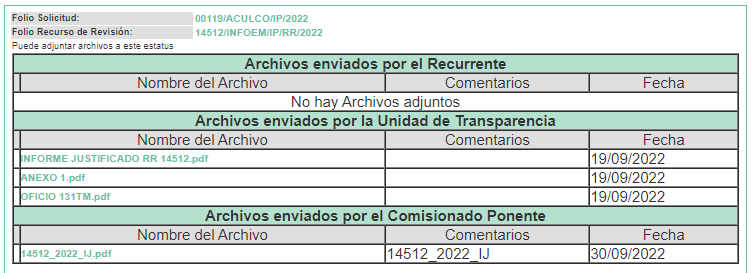 Folio Solicitud: 00119/ACULCO/IP/2022
Folio Recurso de Revisión: 14512/INFOEM/IP/RR/2022
Puede adjuntar archivos a este estatus
Archivos enviados por el Recurrente
Nombre del Archivo Comentarios Fecha
No hay Archivos adjuntos
Archivos enviados por la Unidad de Transparencia
Nombre del Archivo Comentarios Fecha
INFORME JUSTIFICADO RR 14512.pdf 19/09/2022
ANEXO 1.pdf 19/09/2022
OFICIO 131TM.pdf 19/09/2022
Archivos enviados por el Comisionado Ponente
Nombre del Archivo Comentarios Fecha
14512_2022_IJ.pdf 14512_2022_IJ 30/09/2022